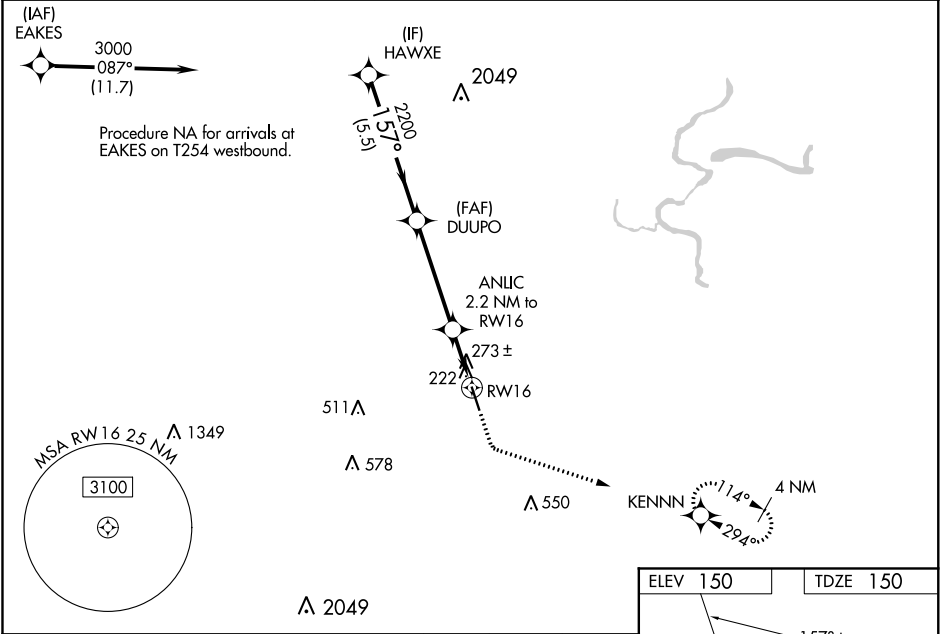 (IAF)
EAKES
3000
087°
(11.7)
(IF)
HAWXE
2049
2200
157°
(5.5)
Procedure NA for arrivals at
EAKES on T254 westbound.
(FAF)
DUUPO
ANLIC
2.2 NM to
RW16
273 ±
222
RW16
511
1349
MSA RW16 25 NM
3100
578
550
KENNN
114°
4 NM
294°
2049
ELEV 150
TDZE 150